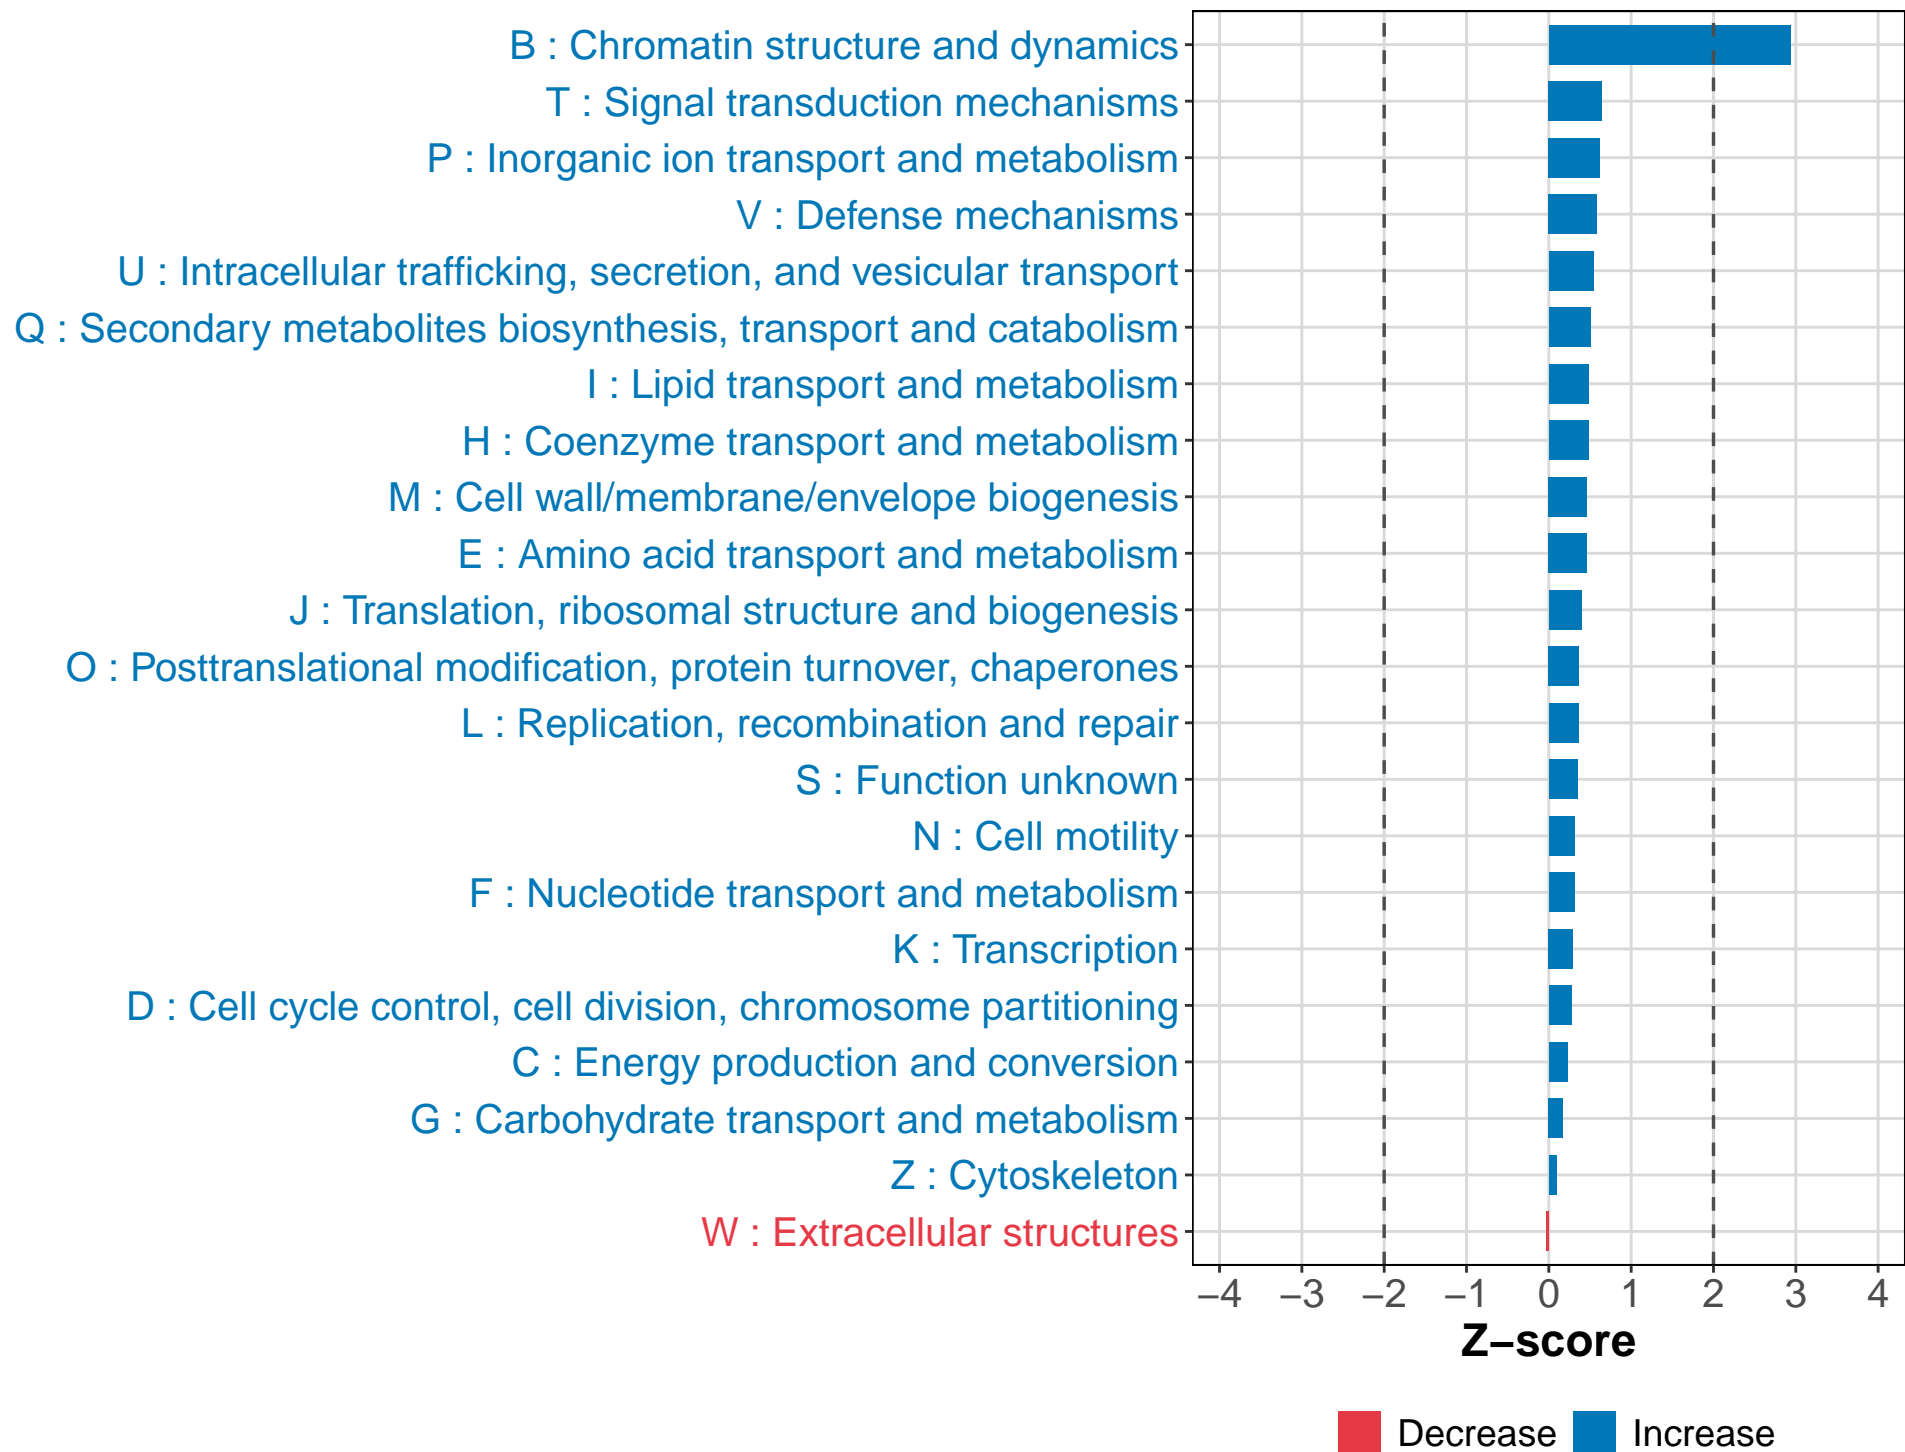 B : Chromatin structure and dynamics
T : Signal transduction mechanisms
P : Inorganic ion transport and metabolism
V : Defense mechanisms
U : Intracellular trafficking, secretion, and vesicular transport
Q : Secondary metabolites biosynthesis, transport and catabolism
I : Lipid transport and metabolism
H : Coenzyme transport and metabolism
M : Cell wall/membrane/envelope biogenesis
E : Amino acid transport and metabolism
J : Translation, ribosomal structure and biogenesis
O : Posttranslational modification, protein turnover, chaperones
L : Replication, recombination and repair
S : Function unknown
N : Cell motility
F : Nucleotide transport and metabolism
K : Transcription
D : Cell cycle control, cell division, chromosome partitioning
C : Energy production and conversion
G : Carbohydrate transport and metabolism
Z : Cytoskeleton
W : Extracellular structures
−4 −3 −2 −1 0 1 2 3 4
Z−score
Decrease Increase